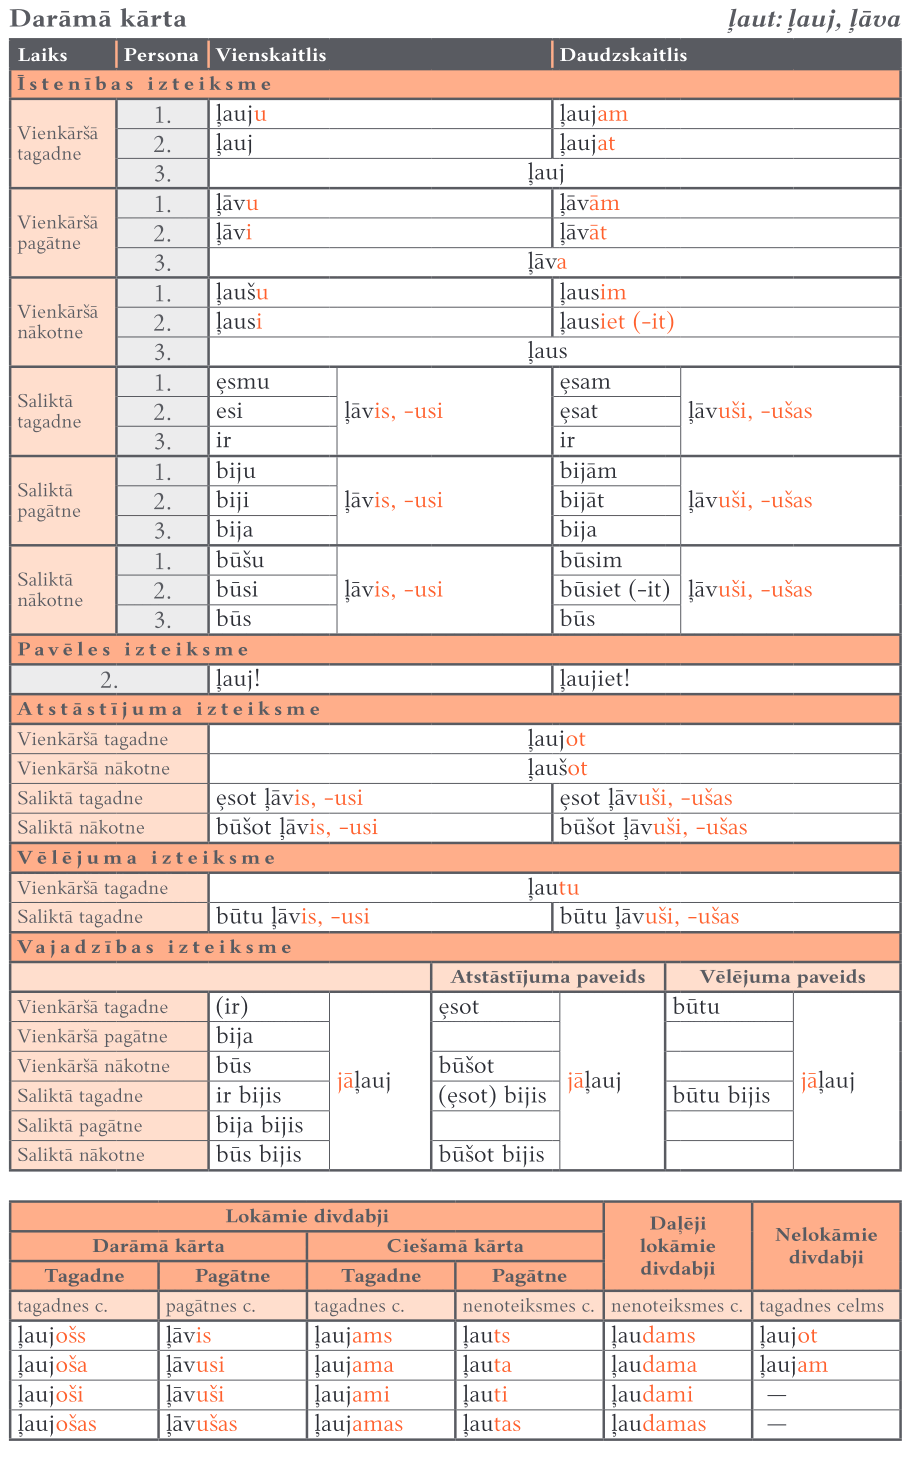 Darāmā kārta ļaut: ļauj, ļāva
Laiks Persona Vienskaitlis Daudzskaitlis
Īstenības izteiksme
Vienkāršā tagadne 1. ļauju ļaujam
2. ļauj ļaujat
3. ļauj
Vienkāršā pagātne 1. ļāvu ļāvām
2. ļāvi ļāvāt
3. ļāva
Vienkāršā nākotne 1. ļaušu ļausim
2. ļausi ļausiet (-it)
3. ļaus
Saliktā tagadne 1. ȩsmu ȩsam
2. esi ļāvis, -usi ȩsat ļāvuši, -ušas
3. ir ir
Saliktā pagātne 1. biju bijām
2. biji ļāvis, -usi bijāt ļāvuši, -ušas
3. bija bija
Saliktā nākotne 1. būšu būsim
2. būsi ļāvis, -usi būsiet (-it) ļāvuši, -ušas
3. būs būs
Pavēles izteiksme
2. ļauj! ļaujiet!
Atstāstījuma izteiksme
Vienkāršā tagadne ļaujot
Vienkāršā nākotne ļaušot
Saliktā tagadne ȩsot ļāvis, -usi ȩsot ļāvuši, -ušas
Saliktā nākotne būšot ļāvis, -usi būšot ļāvuši, -ušas
Vēlējuma izteiksme
Vienkāršā tagadne ļautu
Saliktā tagadne būtu ļāvis, -usi būtu ļāvuši, -ušas
Vajadzības izteiksme
Atstāstījuma paveids Vēlējuma paveids
Vienkāršā tagadne (ir) ȩsot būtu
Vienkāršā pagātne bija
Vienkāršā nākotne būs būšot
jāļauj jāļauj jāļauj
Saliktā tagadne ir bijis (ȩsot) bijis būtu bijis
Saliktā pagātne bija bijis
Saliktā nākotne būs bijis būšot bijis
Lokāmie divdabji Daļēji lokāmie divdabji Nelokāmie divdabji
Darāmā kārta Ciešamā kārta
Tagadne Pagātne Tagadne Pagātne
tagadnes c. pagātnes c. tagadnes c. nenoteiksmes c. nenoteiksmes c. tagadnes celms
ļaujošs ļāvis ļaujams ļauts ļaudams ļaujot
ļaujoša ļāvusi ļaujama ļauta ļaudama ļaujam
ļaujoši ļāvuši ļaujami ļauti ļaudami —
ļaujošas ļāvušas ļaujamas ļautas ļaudamas —